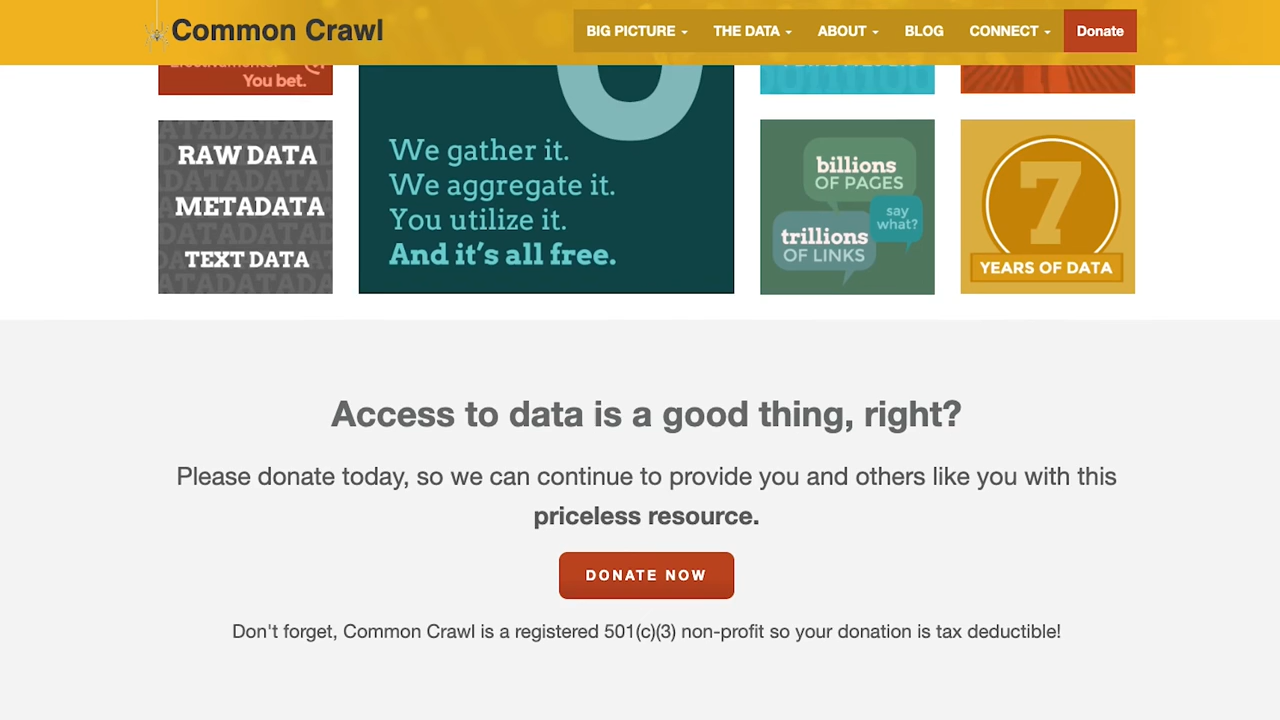 Common Crawl
BIG PICTURE
THE DATA
ABOUT
BLOG
CONNECT
Donate
You bet.
RAW DATA
METADATA
TEXT DATA
We gather it.
We aggregate it.
You utilize it.
And it’s all free.
billions
OF PAGES
say
what?
trillions
OF LINKS
7
YEARS OF DATA
Access to data is a good thing, right?
Please donate today, so we can continue to provide you and others like you with this
priceless resource.
DONATE NOW
Don't forget, Common Crawl is a registered 501(c)(3) non-profit so your donation is tax deductible!